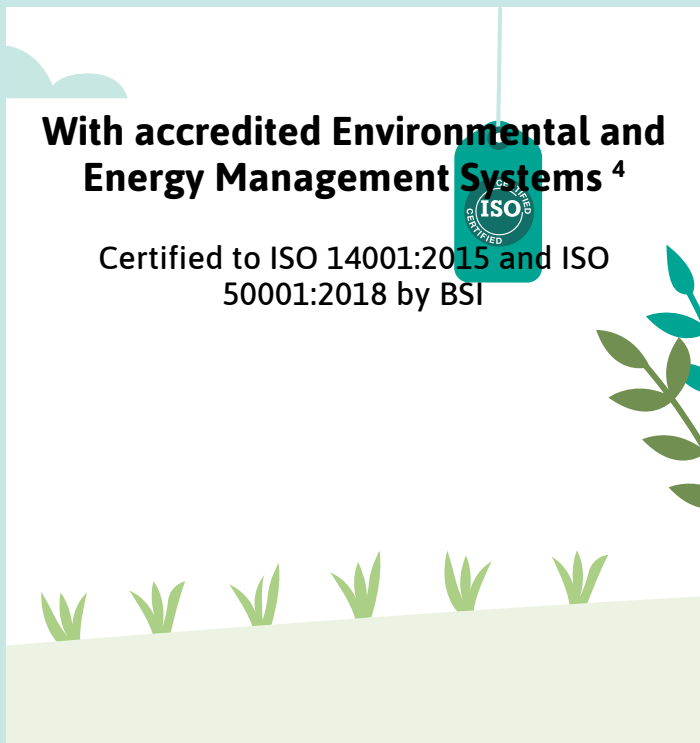 With accredited Environmental and
Energy Management Systems ⁴
CERTIFIED
ISO
CERTIFIED
Certified to ISO 14001:2015 and ISO
50001:2018 by BSI